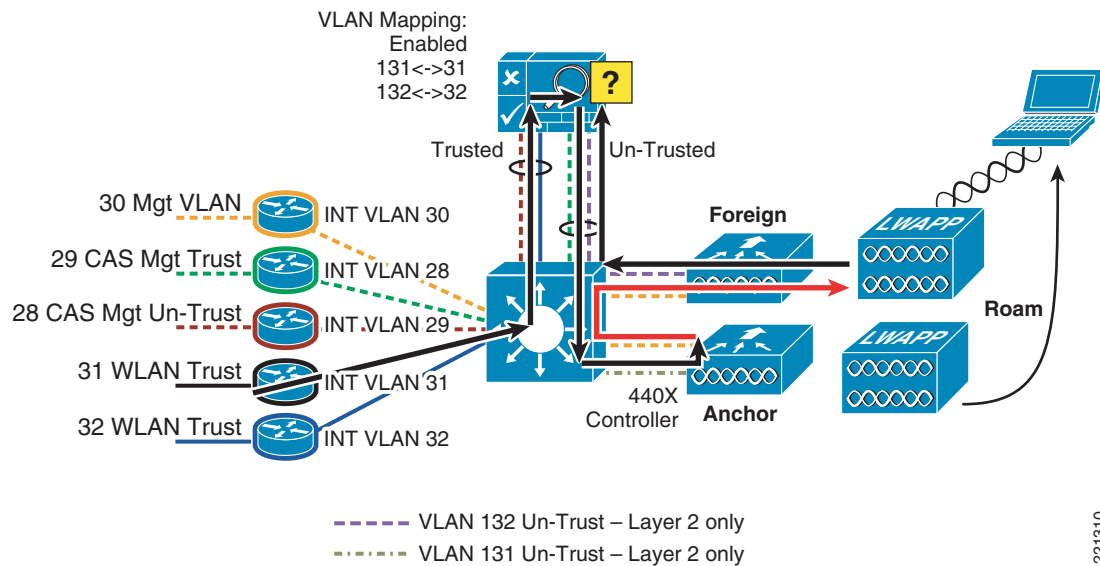 VLAN Mapping:
Enabled
131<->31
132<->32
?
Trusted
Un-Trusted
30 Mgt VLAN
INT VLAN 30
29 CAS Mgt Trust
INT VLAN 28
28 CAS Mgt Un-Trust
INT VLAN 29
31 WLAN Trust
INT VLAN 31
32 WLAN Trust
INT VLAN 32
Foreign
LWAPP
Roam
LWAPP
440X
Controller
Anchor
VLAN 132 Un-Trust – Layer 2 only
VLAN 131 Un-Trust – Layer 2 only
221310